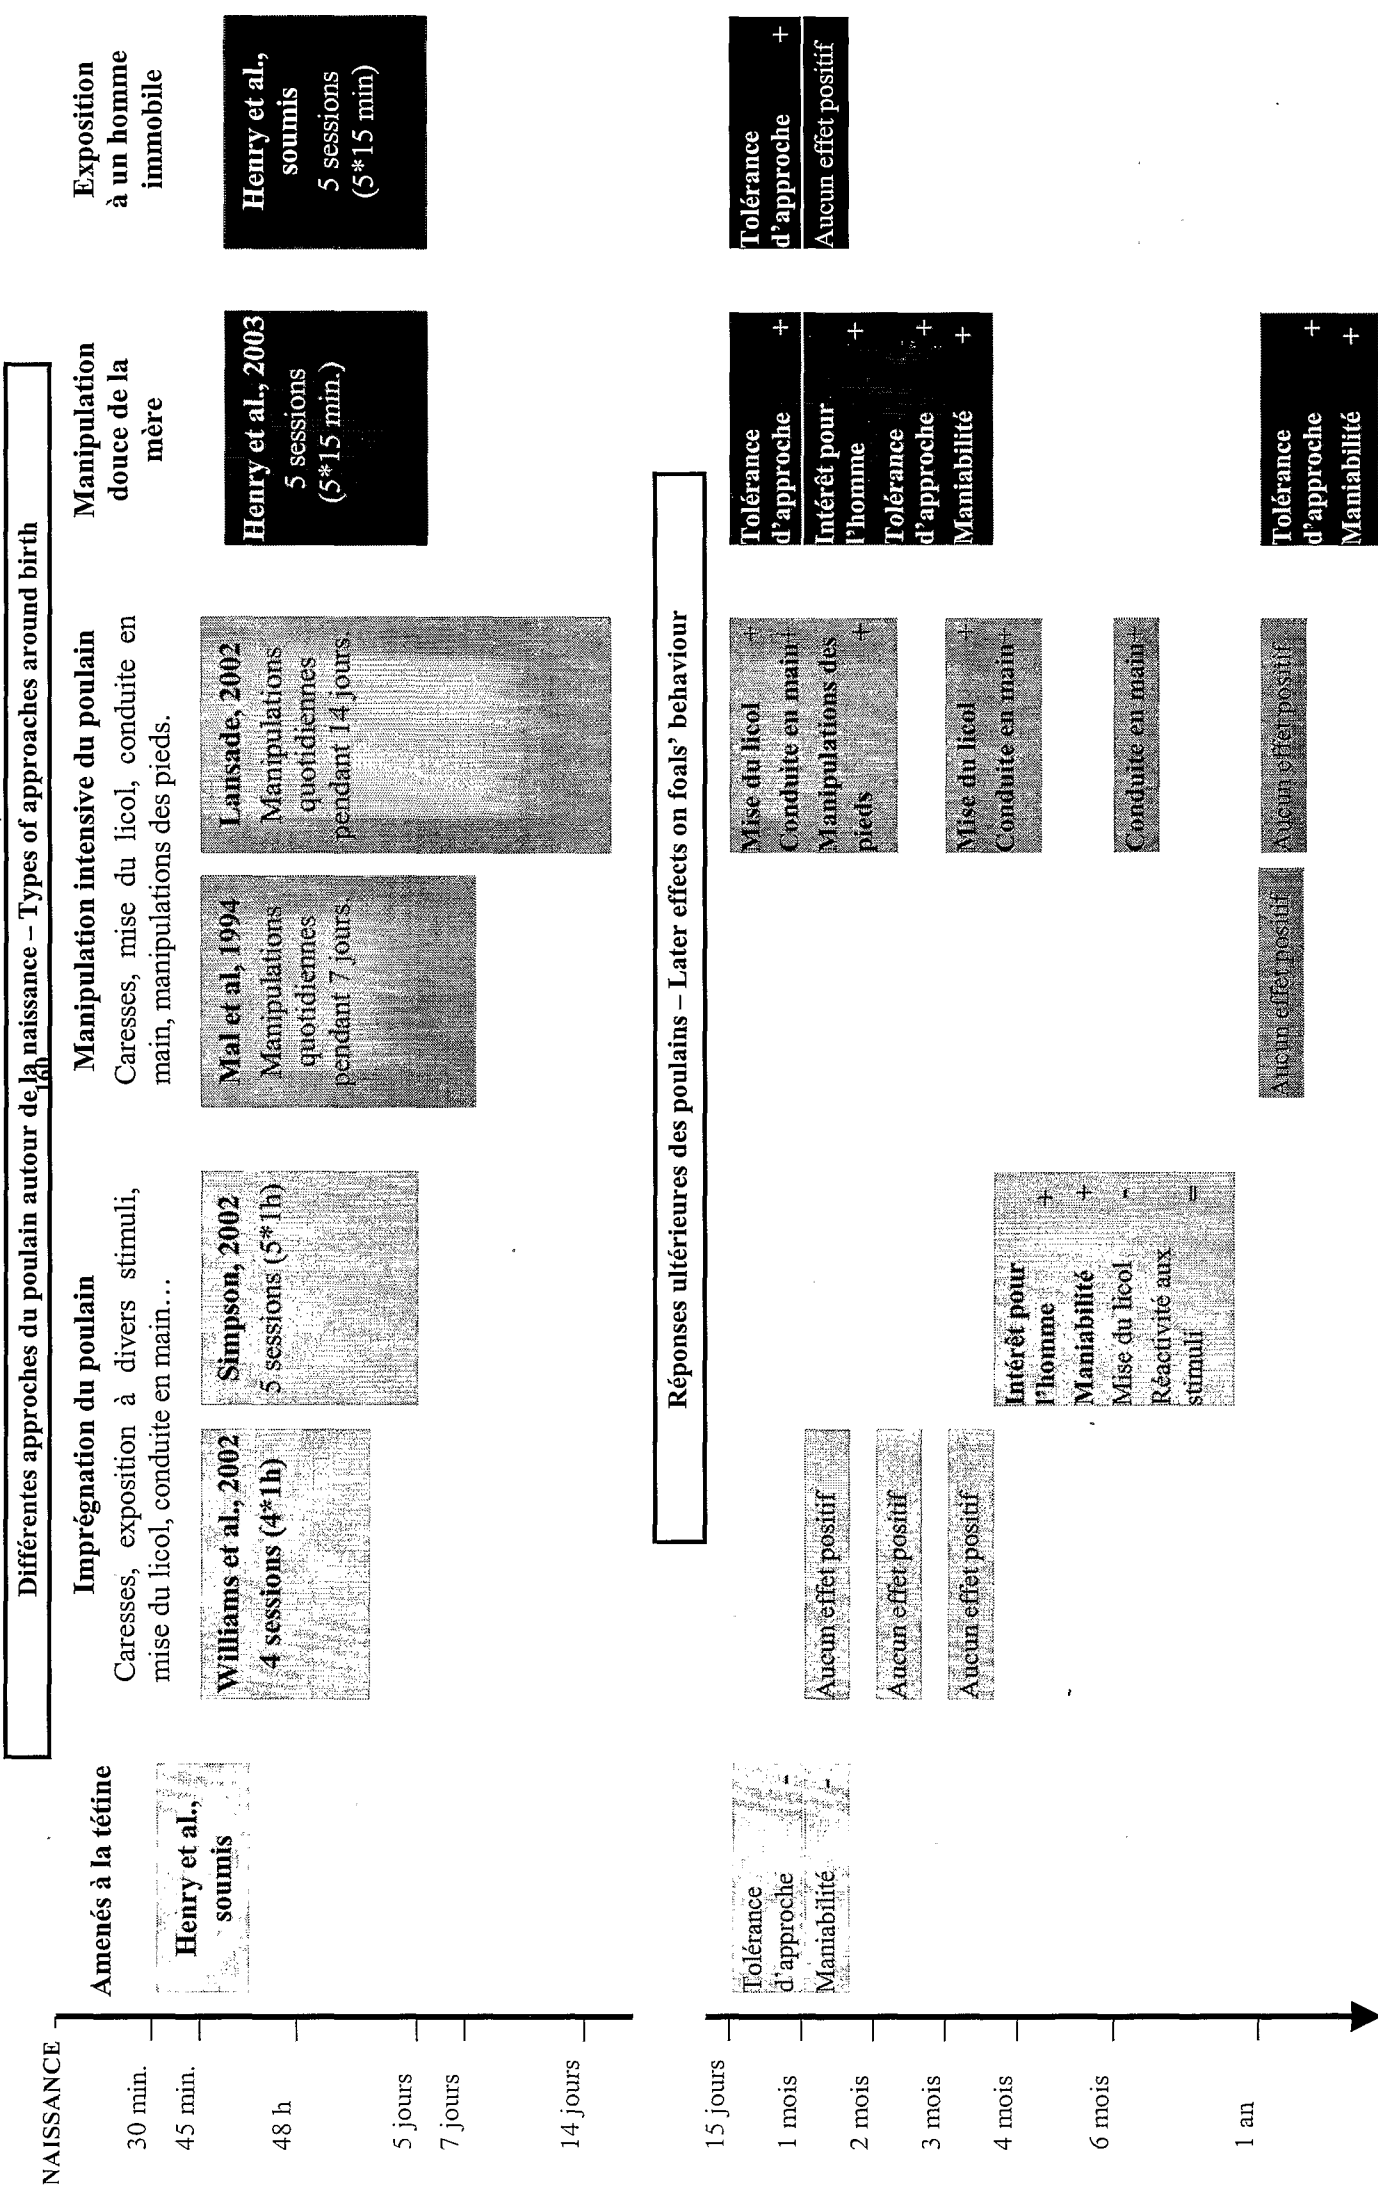 Différentes approches du poulain autour de la naissance – Types of approaches around birth
160
NAISSANCE
30 min.
45 min.
48 h
5 jours
7 jours
14 jours
Amenés à la tétine
Henry et al.,
soumis
Imprégnation du poulain
Caresses, exposition à divers stimuli,
mise du licol, conduite en main…
Williams et al., 2002
4 sessions (4*1h)
Simpson, 2002
5 sessions (5*1h)
Manipulation intensive du poulain
Caresses, mise du licol, conduite en
main, manipulations des pieds.
Mal et al, 1994
Manipulations
quotidiennes
pendant 7 jours.
Lansade, 2002
Manipulations
quotidiennes
pendant 14 jours.
Manipulation
douce de la
mère
Henry et al., 2003
5 sessions
(5*15 min.)
Exposition
à un homme
immobile
Henry et al.,
soumis
5 sessions
(5*15 min)
Réponses ultérieures des poulains – Later effects on foals' behaviour
15 jours
1 mois
2 mois
3 mois
4 mois
6 mois
1 an
Tolérance
d'approche -
Maniabilité -
Aucun effet positif
Aucun effet positif
Aucun effet positif
Intérêt pour
l'homme +
Maniabilité +
Mise du licol -
Réactivité aux
stimuli =
Aucun effet positif
Mise du licol +
Conduite en main+
Manipulations des
pieds +
Mise du licol +
Conduite en main+
Conduite en main+
Aucun effet positif
Tolérance
d'approche +
Intérêt pour
l'homme +
Tolérance
d'approche +
Maniabilité +
Tolérance
d'approche +
Maniabilité +
Tolérance
d'approche +
Aucun effet positif